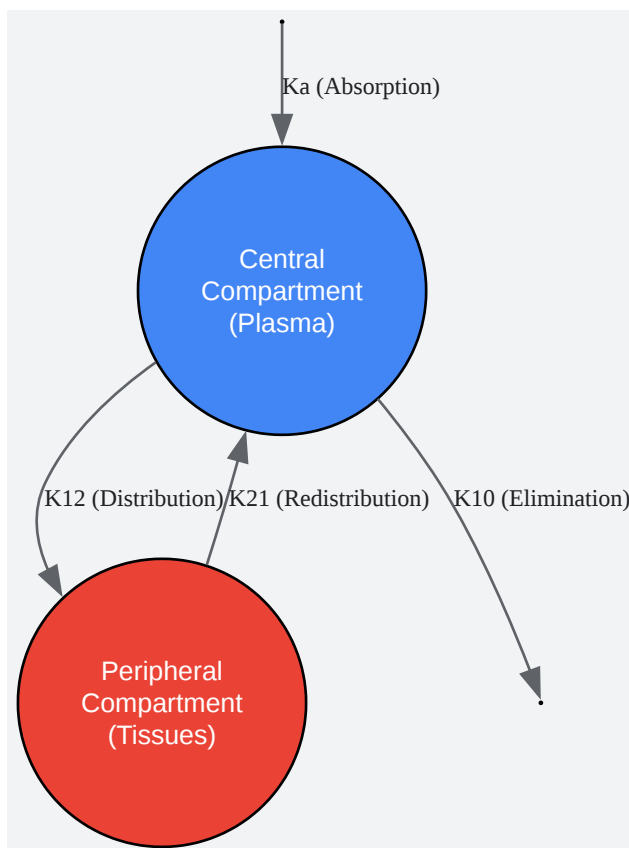 Ka (Absorption)
Central
Compartment
(Plasma)
K12 (Distribution)
K21 (Redistribution)
K10 (Elimination)
Peripheral
Compartment
(Tissues)